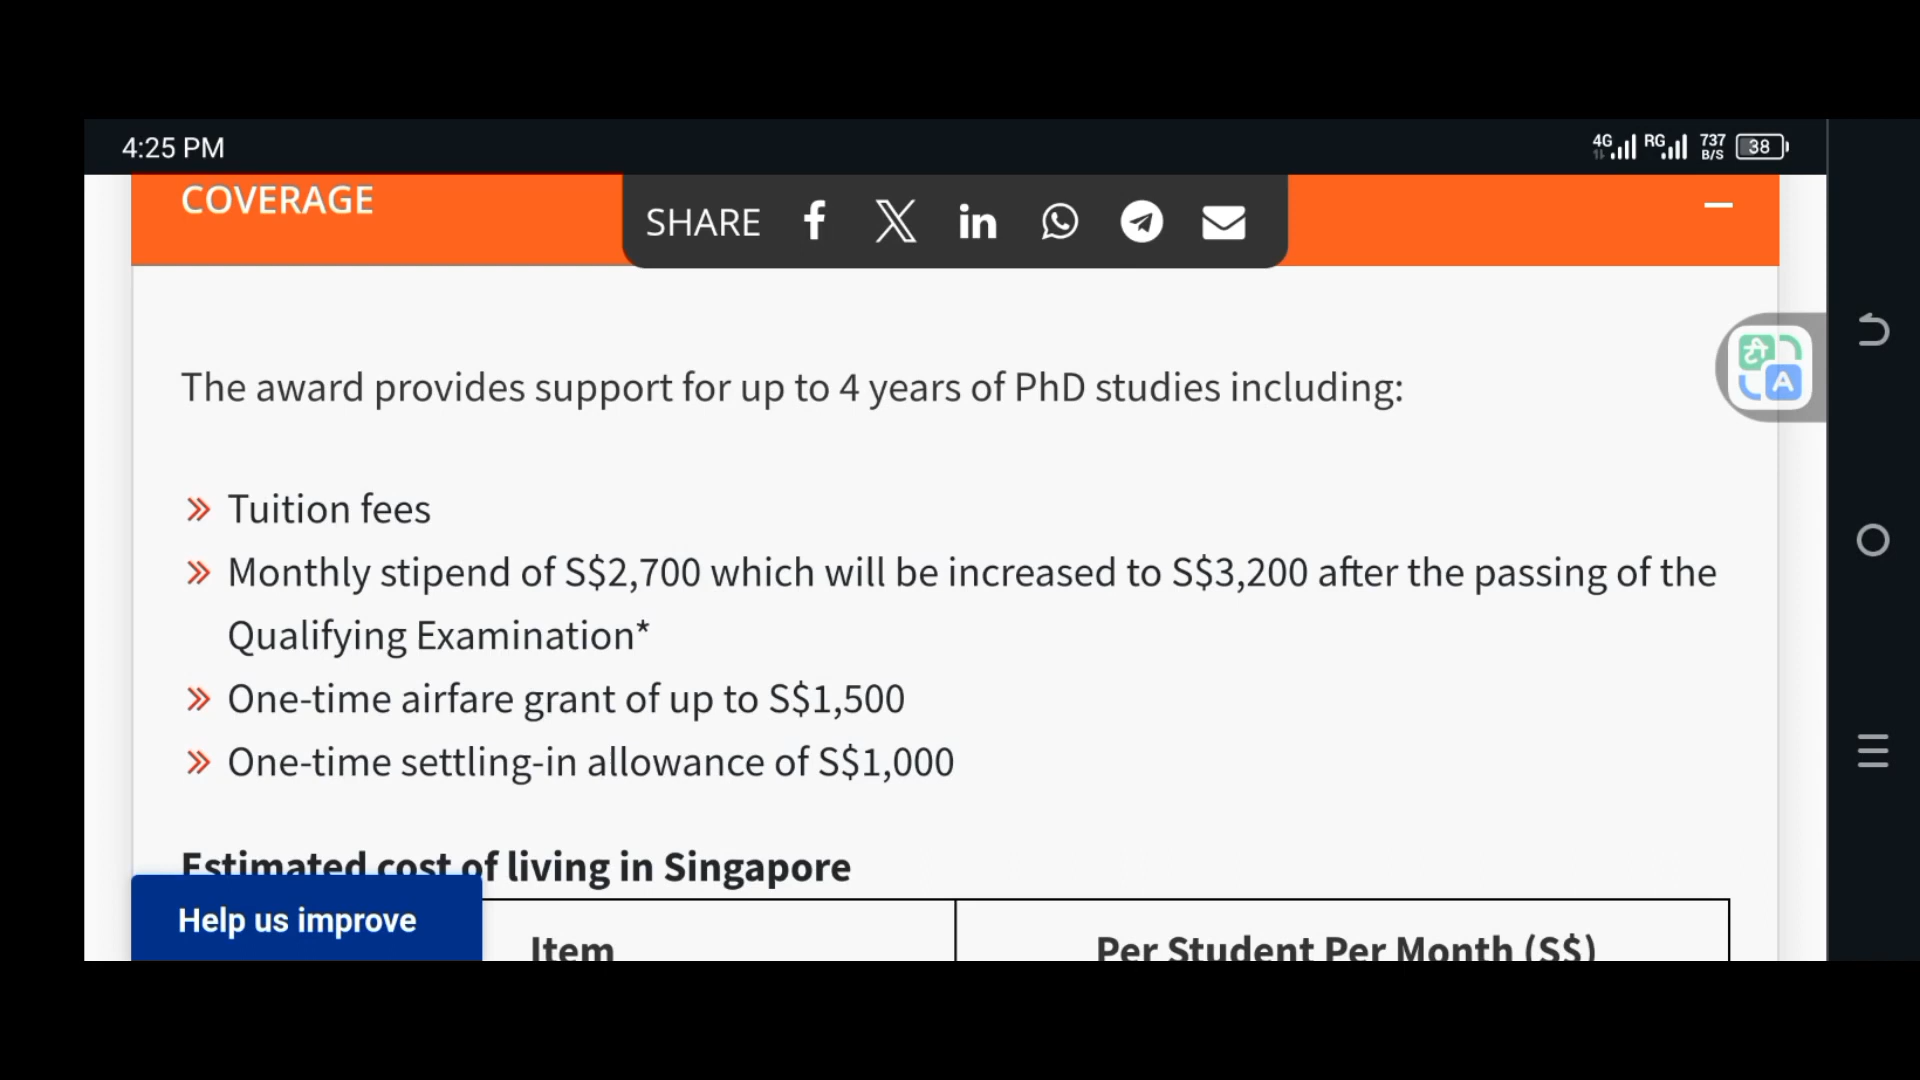 4:25 PM
4G RG 737 B/S 38
COVERAGE
SHARE
The award provides support for up to 4 years of PhD studies including:
Tuition fees
Monthly stipend of S$2,700 which will be increased to S$3,200 after the passing of the
Qualifying Examination*
One-time airfare grant of up to S$1,500
One-time settling-in allowance of S$1,000
Estimated cost of living in Singapore
Help us improve
Item
Per Student Per Month (S$)